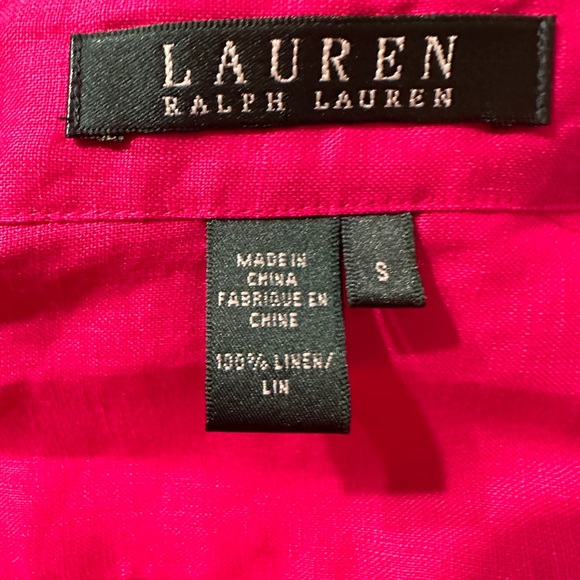 LAUREN
RALPH LAUREN
MADE IN
CHINA
FABRIQUE EN
CHINE
100% LINEN/
LIN
S